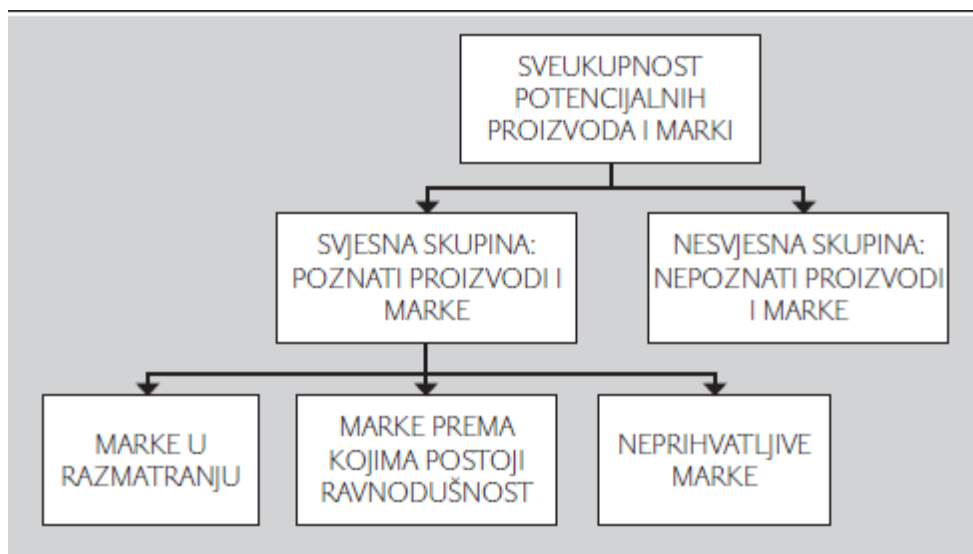 SVEUKUPNOST
POTENCIJALNIH
PROIZVODA I MARKI
SVJESNA SKUPINA:
POZNATI PROIZVODI I
MARKE
NESVJESNA SKUPINA:
NEPOZNATI PROIZVODI
I MARKE
MARKE U
RAZMATRANJU
MARKE PREMA
KOJIMA POSTOJI
RAVNODUŠNOST
NEPRIHVATLJIVE
MARKE